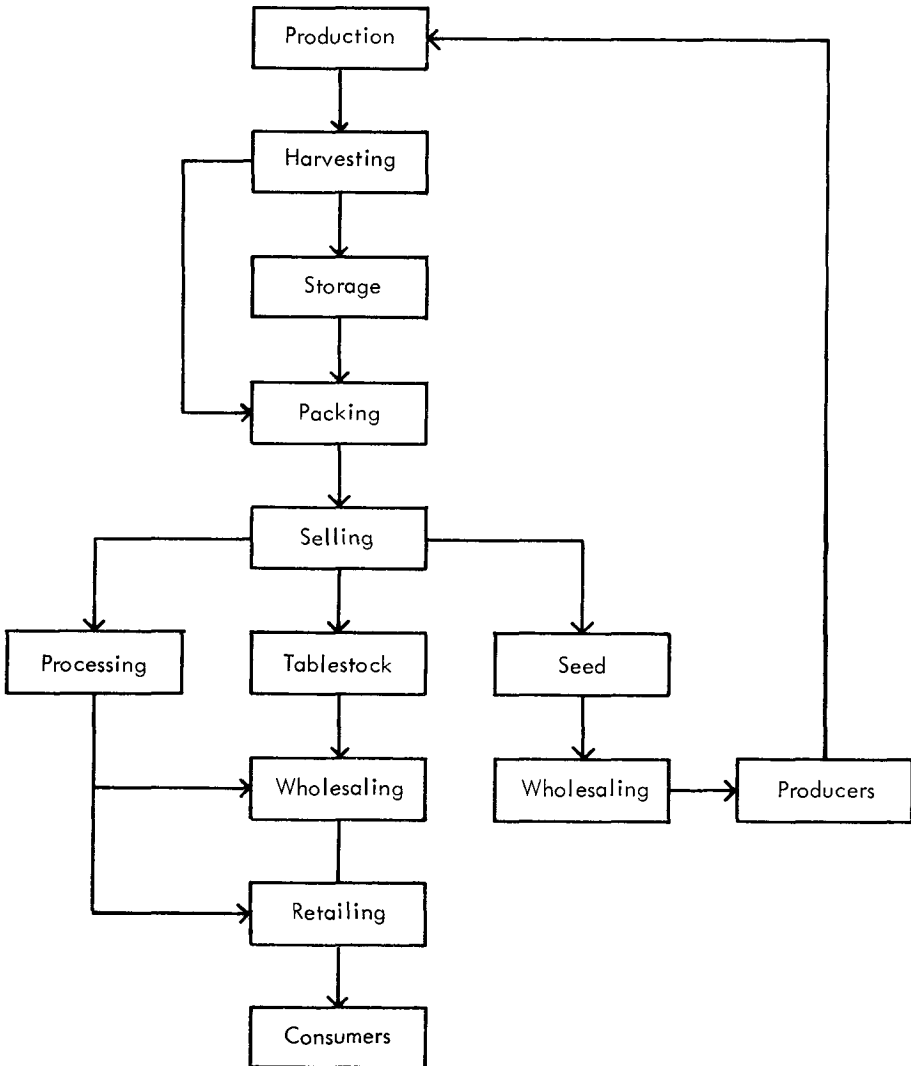 Production
Harvesting
Storage
Packing
Selling
Processing
Tablestock
Seed
Wholesaling
Wholesaling
Producers
Retailing
Consumers